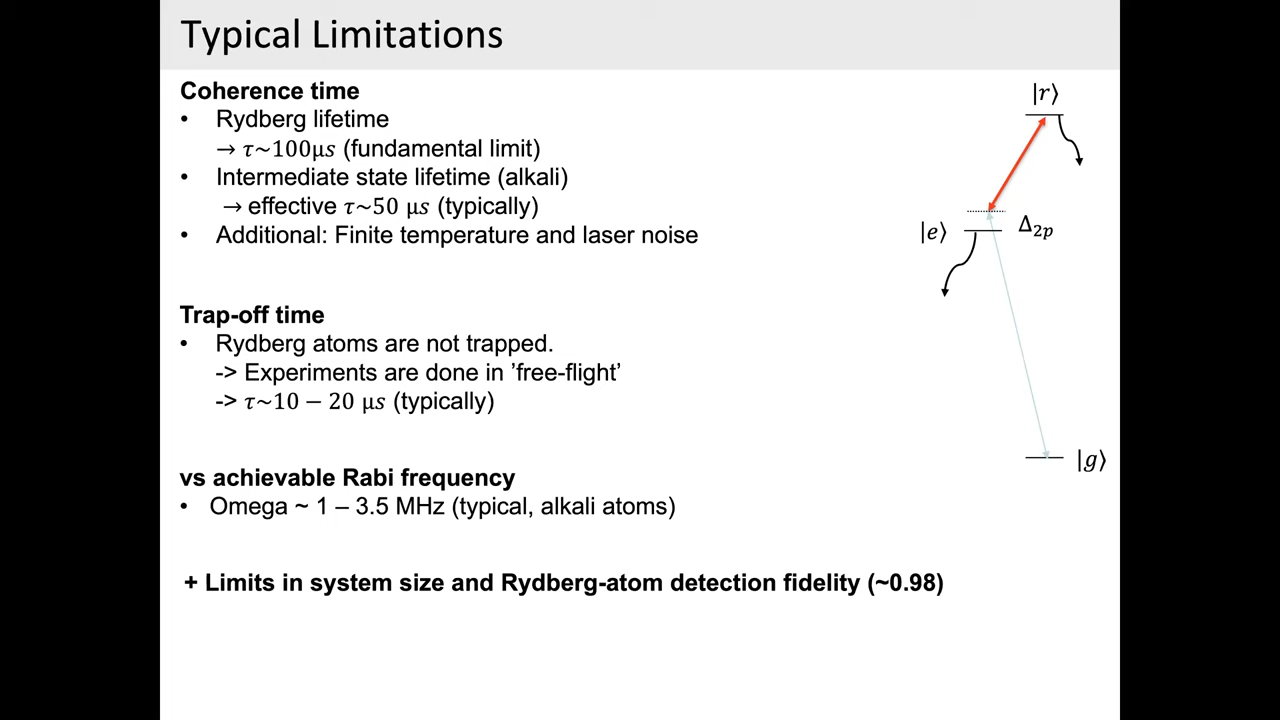 Typical Limitations
Coherence time
• Rydberg lifetime
→ τ~100μs (fundamental limit)
• Intermediate state lifetime (alkali)
→ effective τ~50 μs (typically)
• Additional: Finite temperature and laser noise
Trap-off time
• Rydberg atoms are not trapped.
-> Experiments are done in ’free-flight’
-> τ~10 − 20 μs (typically)
vs achievable Rabi frequency
• Omega ~ 1 – 3.5 MHz (typical, alkali atoms)
+ Limits in system size and Rydberg-atom detection fidelity (~0.98)
|r⟩
|e⟩
Δ₂ₚ
|g⟩